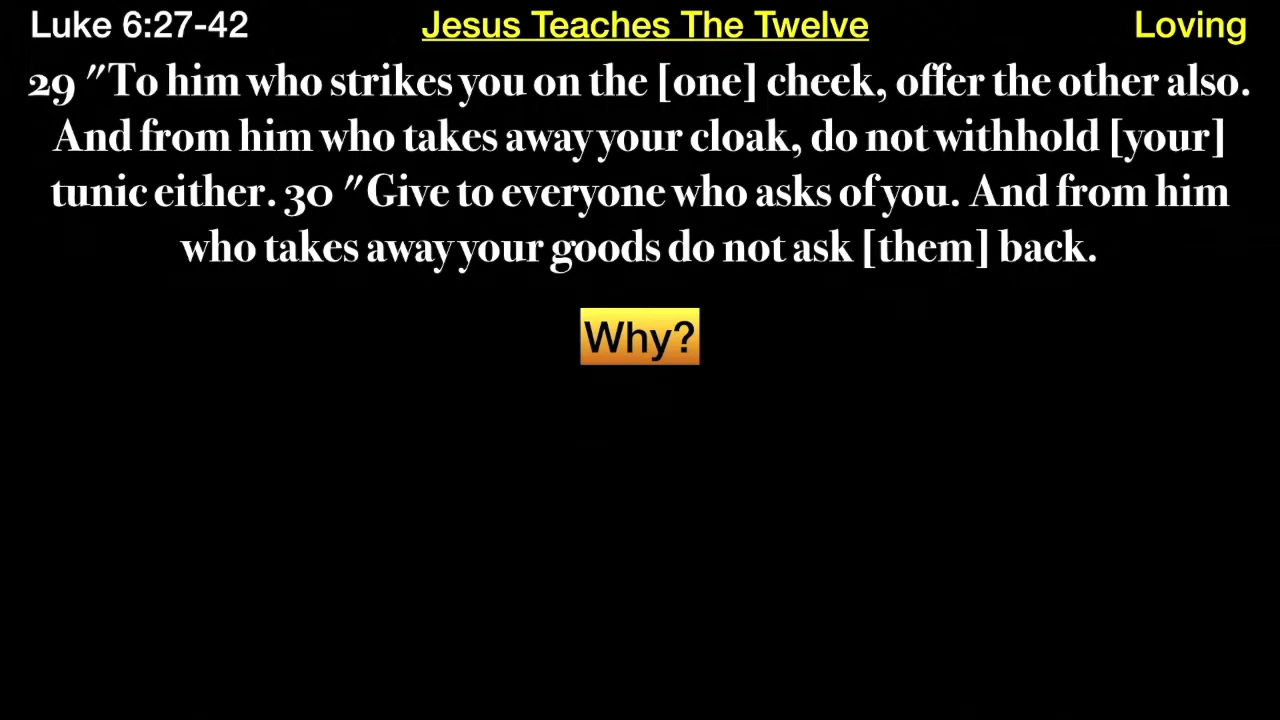 Luke 6:27-42 Jesus Teaches The Twelve Loving
29 "To him who strikes you on the [one] cheek, offer the other also.
And from him who takes away your cloak, do not withhold [your]
tunic either. 30 "Give to everyone who asks of you. And from him
who takes away your goods do not ask [them] back.
Why?